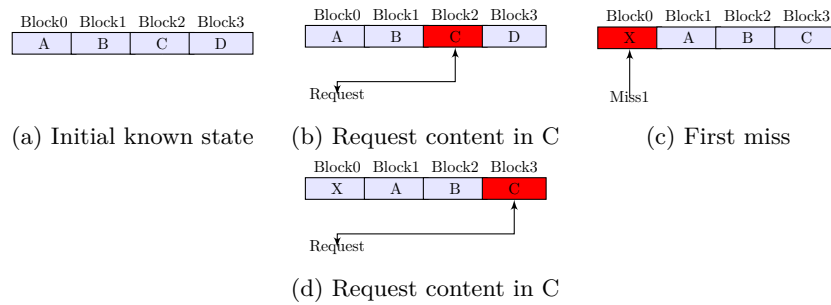 Block0 Block1 Block2 Block3
A B C D
(a) Initial known state
Block0 Block1 Block2 Block3
A B C D
Request
(b) Request content in C
Block0 Block1 Block2 Block3
X A B C
Miss1
(c) First miss
Block0 Block1 Block2 Block3
X A B C
Request
(d) Request content in C